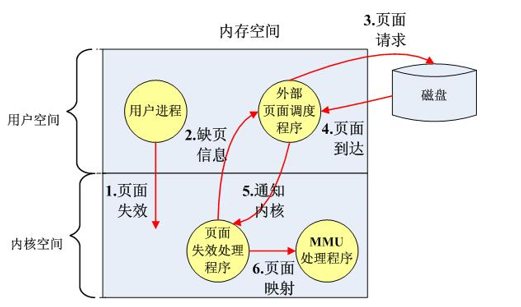 内存空间
3.页面
请求
用户空间
用户进程
外部
页面调度
程序
磁盘
2.缺页
信息
4.页面
到达
1.页面
失效
5.通知
内核
内核空间
页面
失效处理
程序
MMU
处理程序
6.页面
映射